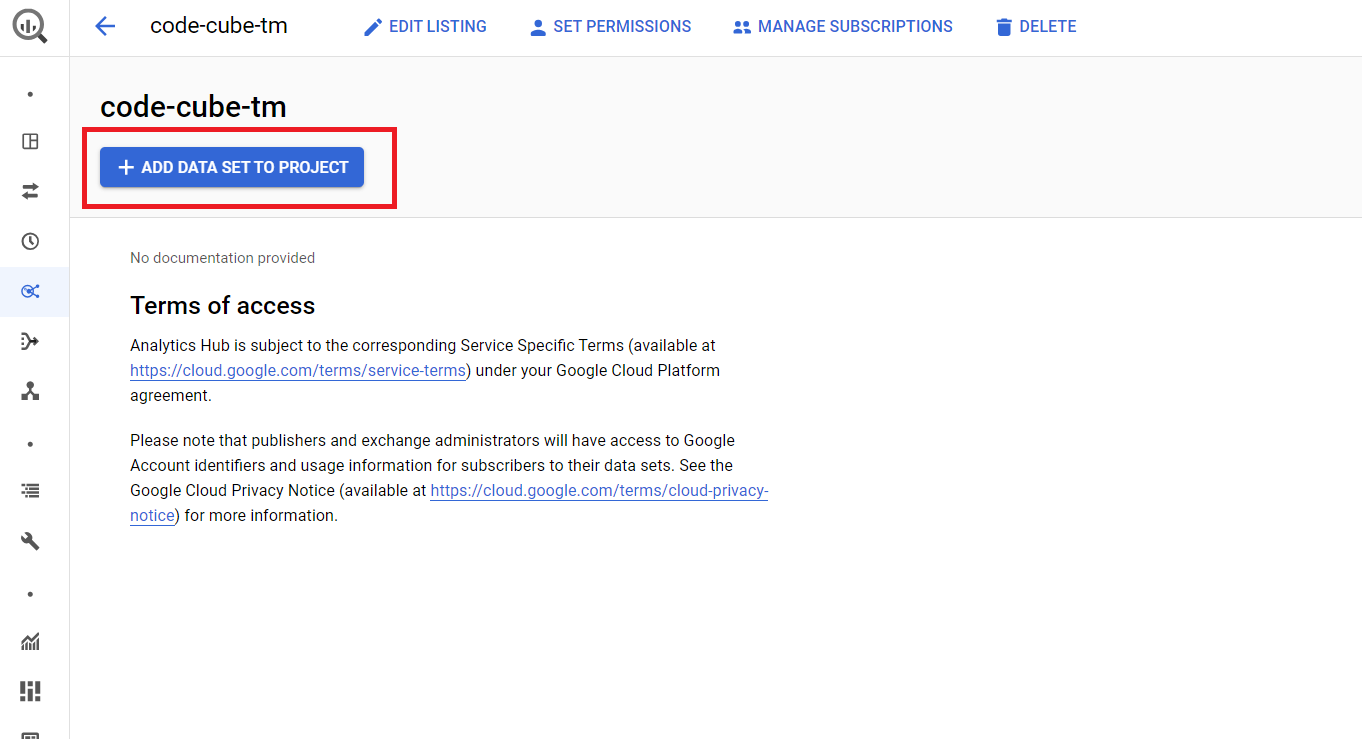 code-cube-tm
EDIT LISTING
SET PERMISSIONS
MANAGE SUBSCRIPTIONS
DELETE
code-cube-tm
ADD DATA SET TO PROJECT
No documentation provided
Terms of access
Analytics Hub is subject to the corresponding Service Specific Terms (available at
https://cloud.google.com/terms/service-terms) under your Google Cloud Platform
agreement.
Please note that publishers and exchange administrators will have access to Google
Account identifiers and usage information for subscribers to their data sets. See the
Google Cloud Privacy Notice (available at https://cloud.google.com/terms/cloud-privacy-
notice) for more information.